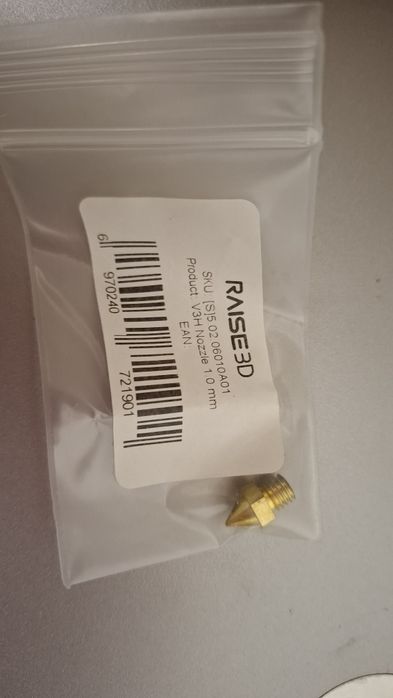 RAISE3D
SKU: [S]5.02.06010A01
Product: V3H Nozzle 1.0 mm
EAN:
6 970240 721901